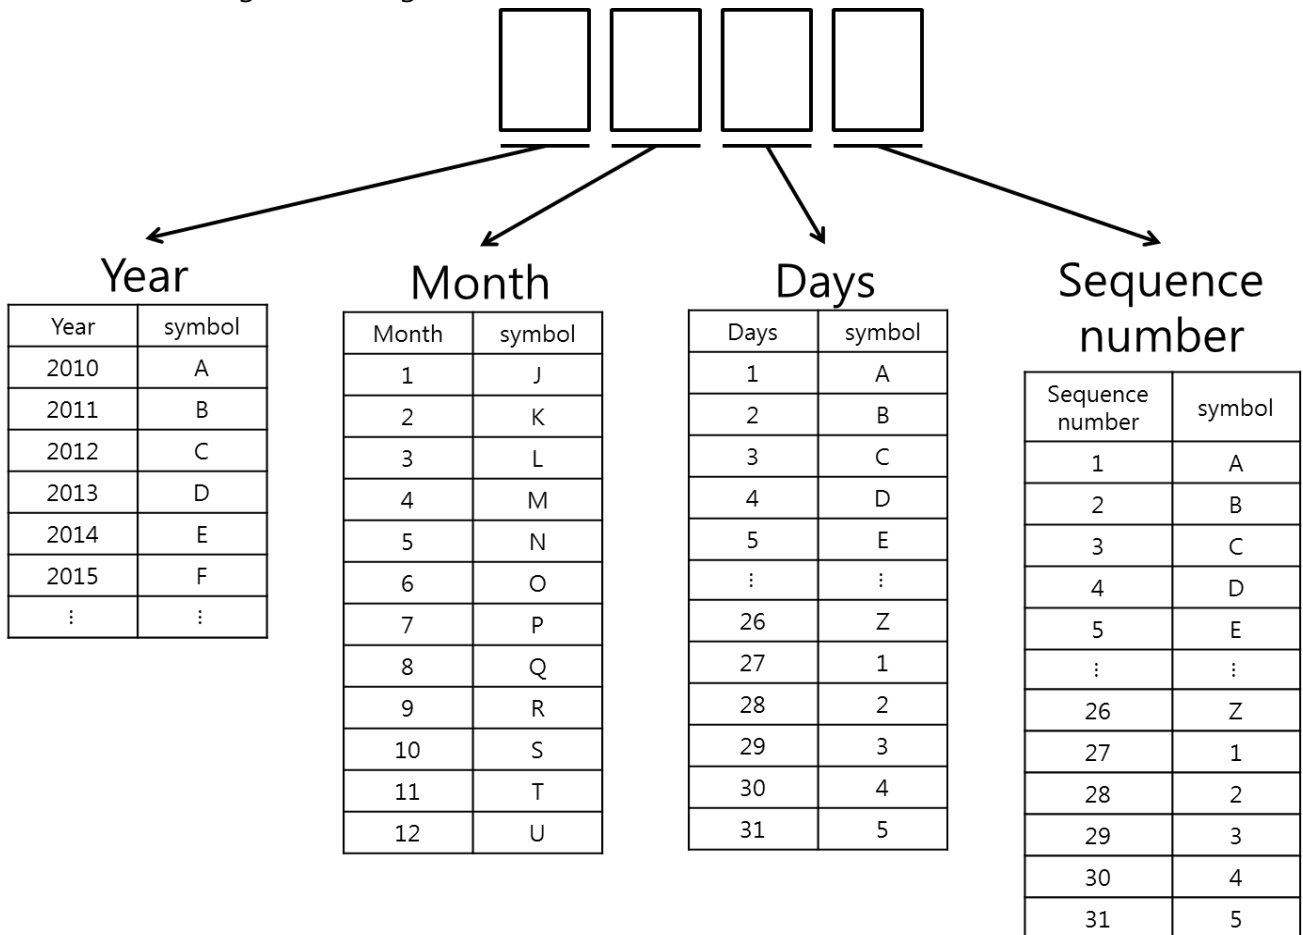 Year
Year symbol
2010 A
2011 B
2012 C
2013 D
2014 E
2015 F
⋮ ⋮
Month
Month symbol
1 J
2 K
3 L
4 M
5 N
6 O
7 P
8 Q
9 R
10 S
11 T
12 U
Days
Days symbol
1 A
2 B
3 C
4 D
5 E
⋮ ⋮
26 Z
27 1
28 2
29 3
30 4
31 5
Sequence
number
Sequence
number symbol
1 A
2 B
3 C
4 D
5 E
⋮ ⋮
26 Z
27 1
28 2
29 3
30 4
31 5